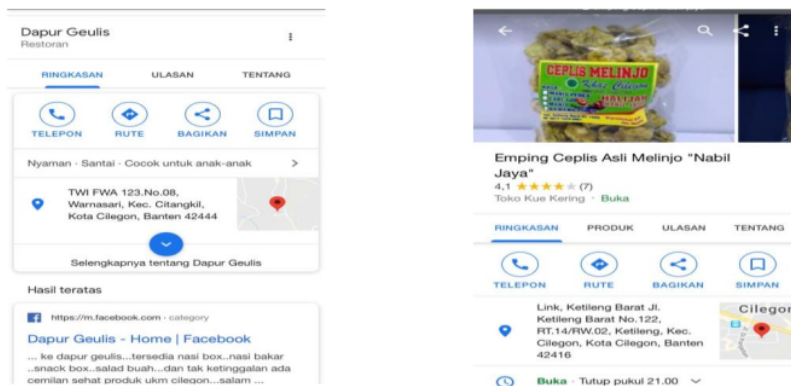 Dapur Geulis
Restoran
RINGKASAN ULASAN TENTANG
TELEPON RUTE BAGIKAN SIMPAN
Nyaman · Santai · Cocok untuk anak-anak
TWI FWA 123.No.08,
Warnasari, Kec. Citangkil,
Kota Cilegon, Banten 42444
Selengkapnya tentang Dapur Geulis
Hasil teratas
https://m.facebook.com › category
Dapur Geulis - Home | Facebook
... ke dapur geulis...tersedia nasi box..nasi bakar
..snack box..salad buah..dan tak ketinggalan ada
cemilan sehat produk ukm cilegon...salam ...
CEPLIS MELINJO
Khas Cilegon
Emping Ceplis Asli Melinjo "Nabil
Jaya"
4,1 (7)
Toko Kue Kering · Buka
RINGKASAN PRODUK ULASAN TENTANG
TELEPON RUTE BAGIKAN SIMPAN
Link, Ketileng Barat Jl.
Ketileng Barat No.122,
RT.14/RW.02, Ketileng, Kec.
Cilegon, Kota Cilegon, Banten
42416
Cilegon
Buka · Tutup pukul 21.00